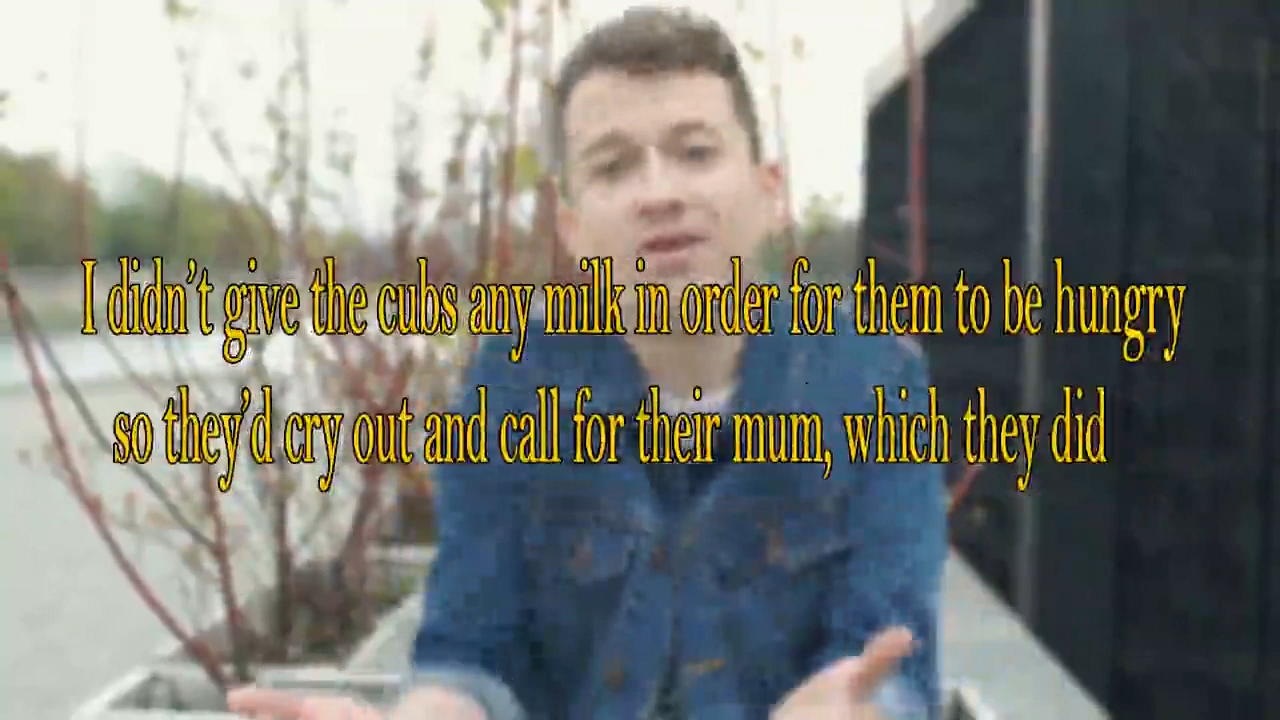 I didn't give the cubs any milk in order for them to be hungry
so they'd cry out and call for their mum, which they did